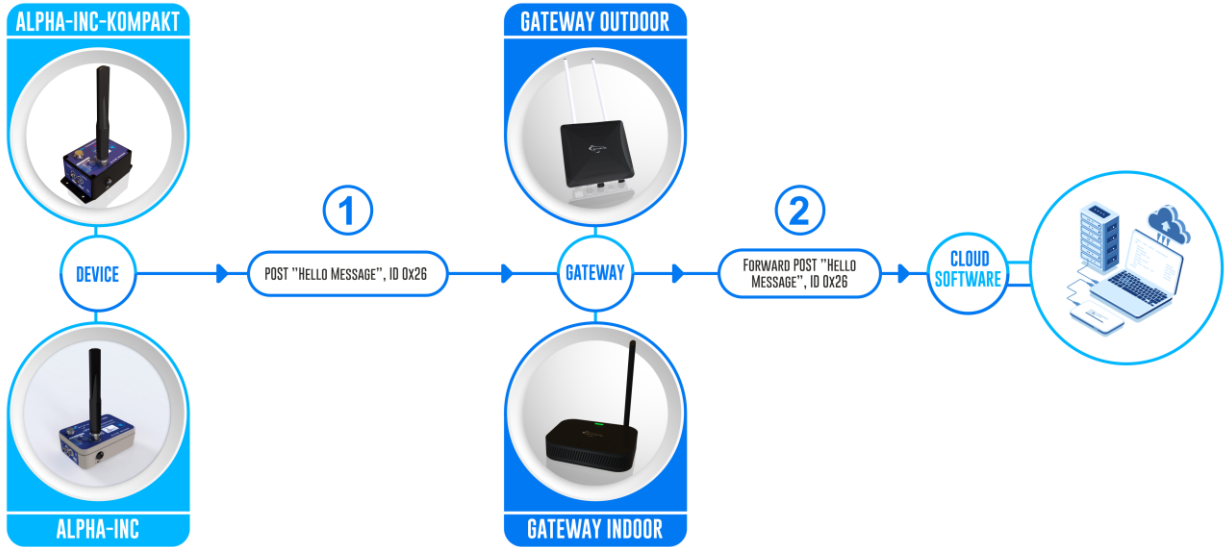 ALPHA-INC-KOMPAKT
GATEWAY OUTDOOR
1
2
DEVICE
POST "HELLO MESSAGE", ID 0x26
GATEWAY
FORWARD POST "HELLO
MESSAGE", ID 0x26
CLOUD
SOFTWARE
ALPHA-INC
GATEWAY INDOOR